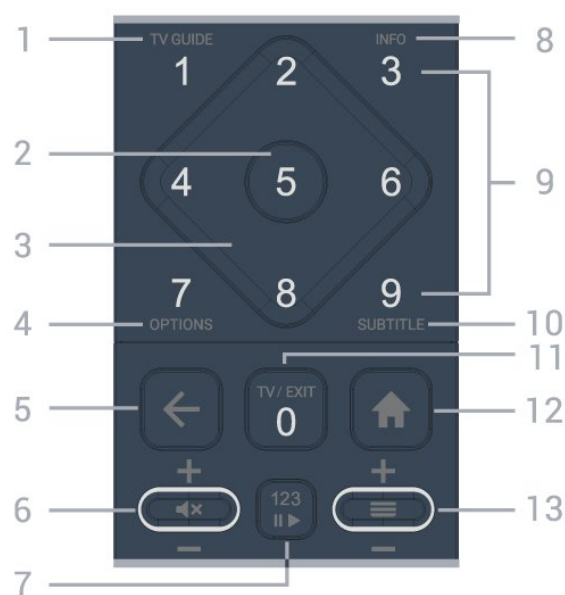 1 TV GUIDE INFO 8
1 2 3
2
4 5 6 9
3
7 8 9
4 OPTIONS SUBTITLE 10
11
TV / EXIT
5 0 12
+ +
6 13
123
- -
7